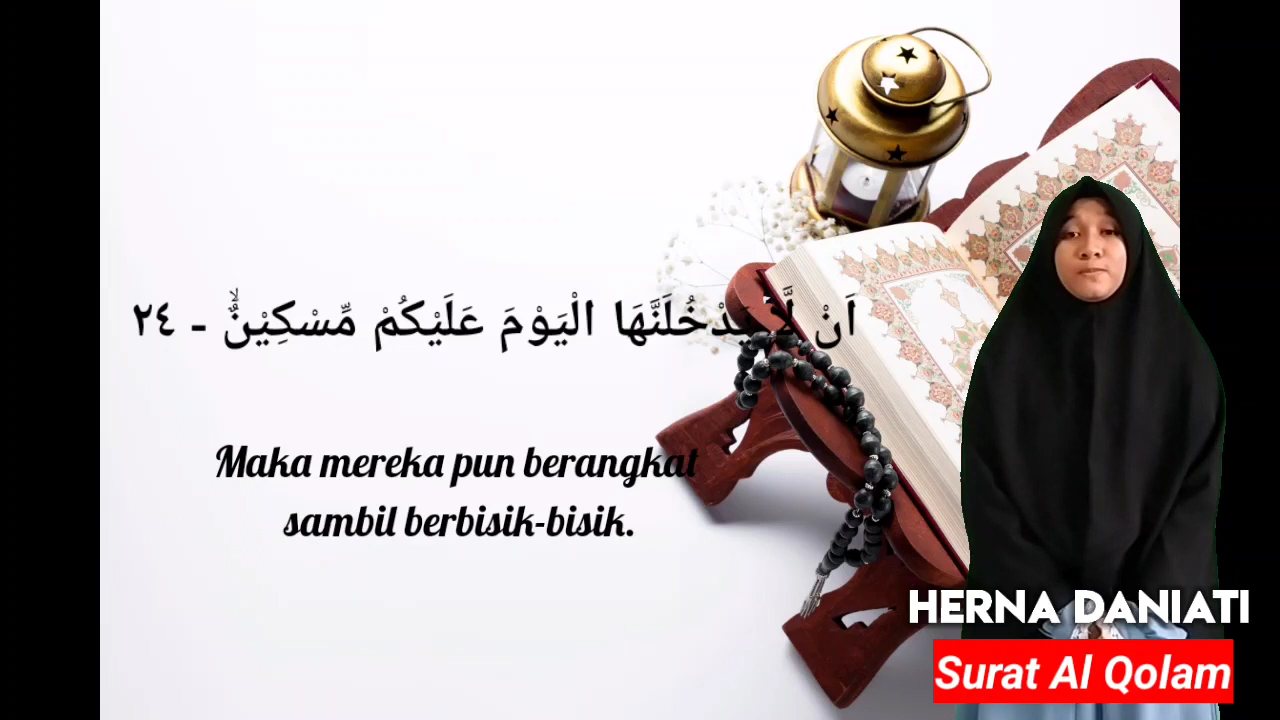 اَنْ لَّا يَدْخُلَنَّهَا الْيَوْمَ عَلَيْكُمْ مِّسْكِيْنٌۙ - ٢٤
Maka mereka pun berangkat
sambil berbisik-bisik.
HERNA DANIATI
Surat Al Qolam